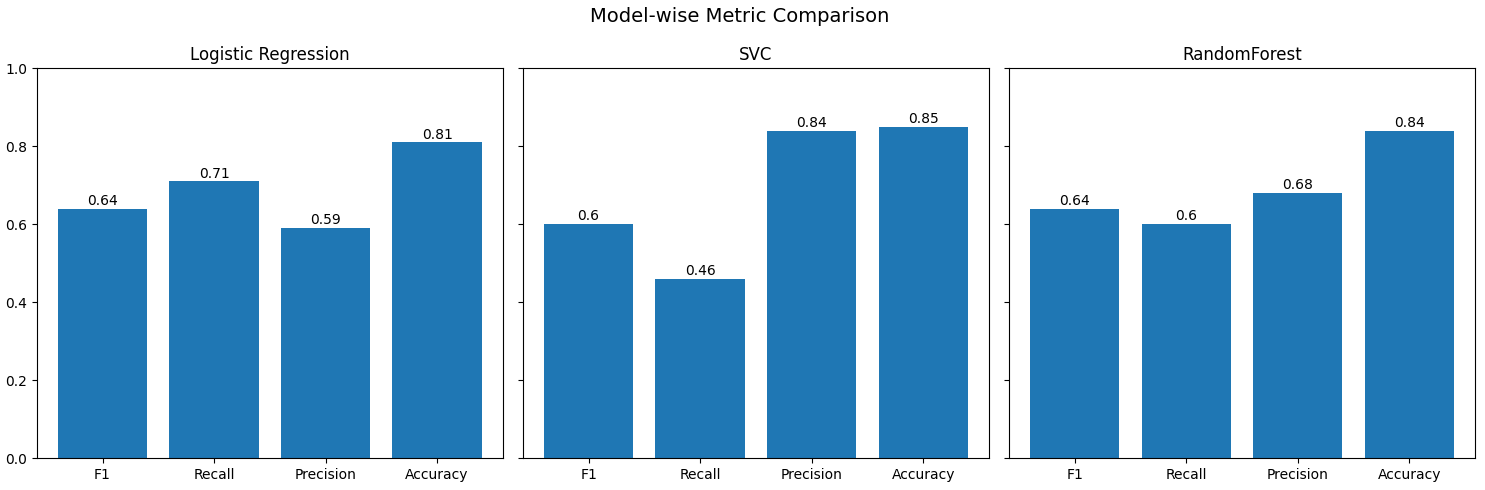 Model-wise Metric Comparison
Logistic Regression
1.0
0.8
0.6
0.4
0.2
0.0
0.64
0.71
0.59
0.81
F1 Recall Precision Accuracy
SVC
0.6
0.46
0.84
0.85
F1 Recall Precision Accuracy
RandomForest
0.64
0.6
0.68
0.84
F1 Recall Precision Accuracy